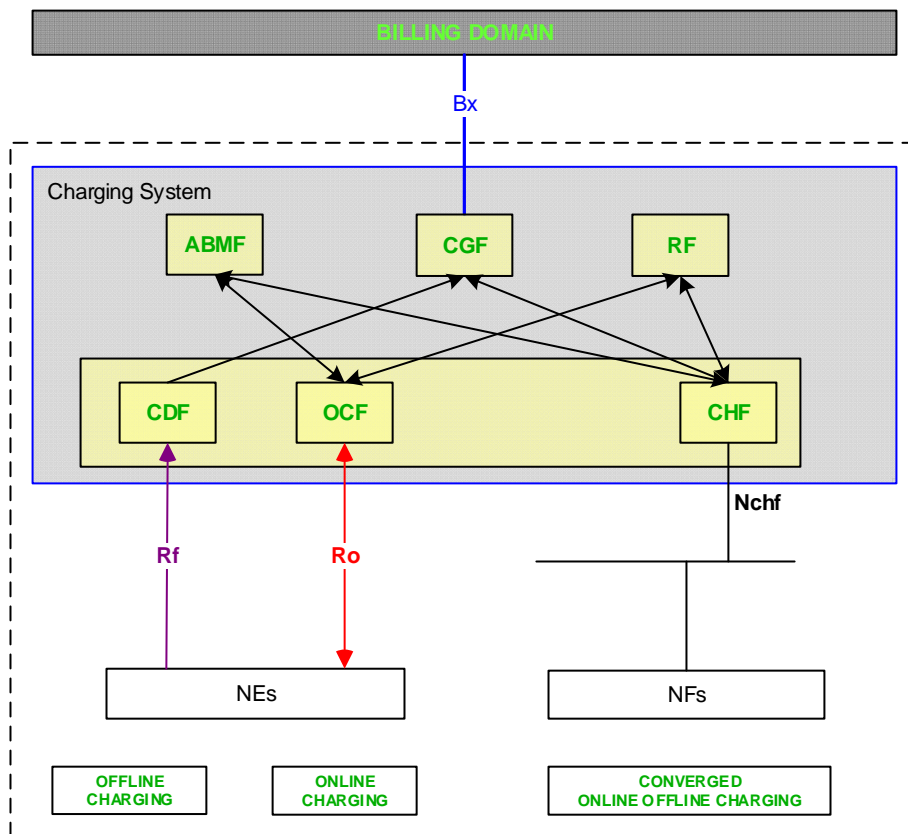 BILLING DOMAIN
Bx
Charging System
ABMF
CGF
RF
CDF
OCF
CHF
Nchf
Rf
Ro
NEs
NFs
OFFLINE
CHARGING
ONLINE
CHARGING
CONVERGED
ONLINE OFFLINE CHARGING